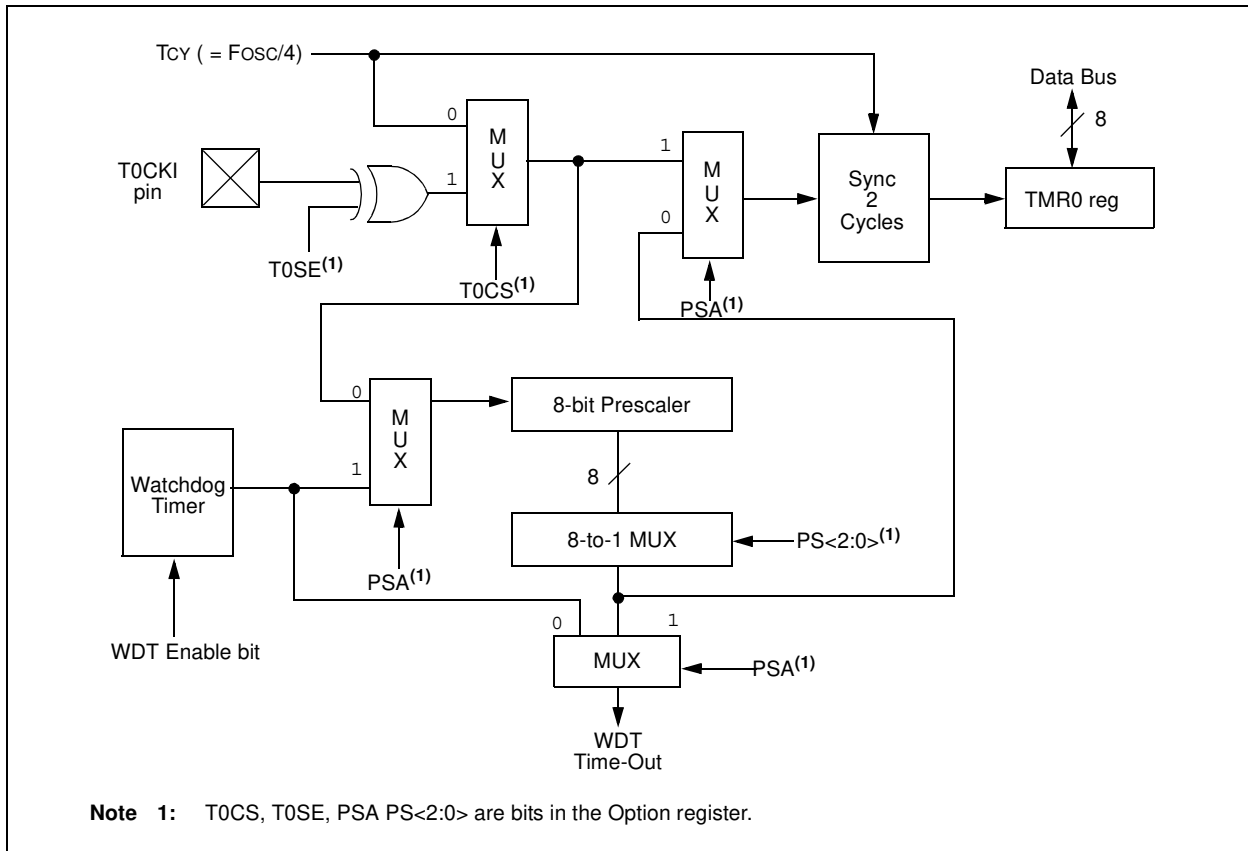 TCY ( = FOSC/4)
Data Bus
8
0
M
U
X
1
T0CKI
pin
T0SE(1)
T0CS(1)
1
M
U
X
0
PSA(1)
Sync
2
Cycles
TMR0 reg
0
M
U
X
1
PSA(1)
8-bit Prescaler
8
8-to-1 MUX
PS<2:0>(1)
Watchdog
Timer
WDT Enable bit
0
1
MUX
PSA(1)
WDT
Time-Out
Note 1: T0CS, T0SE, PSA PS<2:0> are bits in the Option register.